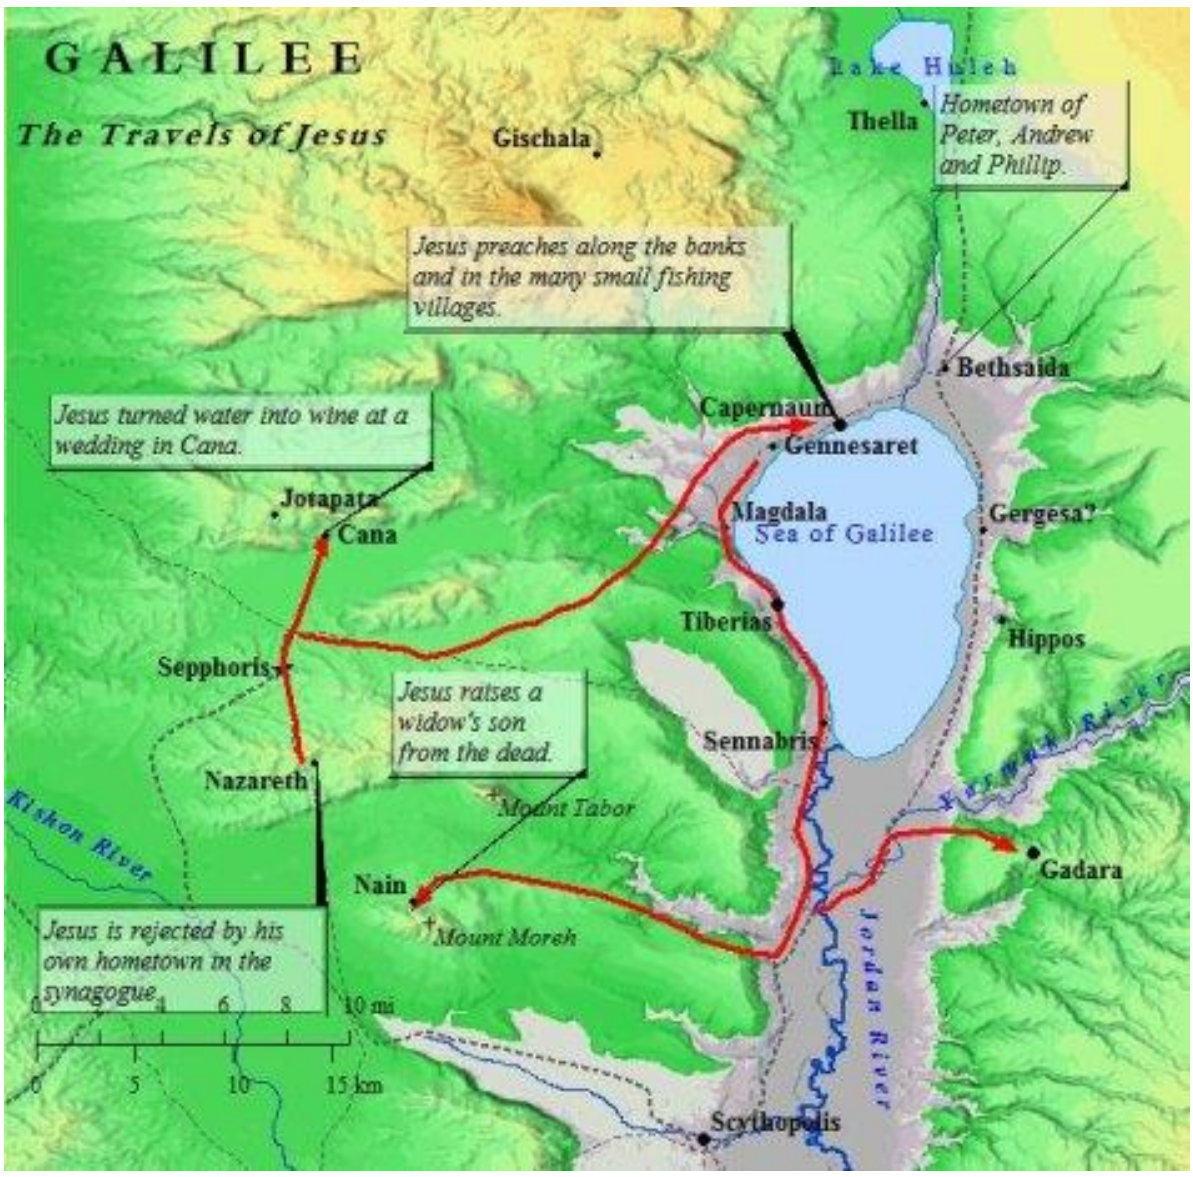 GALILEE
The Travels of Jesus
Lake Huleh
Thella
Hometown of
Peter, Andrew
and Phillip.
Gischala
Jesus preaches along the banks
and in the many small fishing
villages.
Bethsaida
Capernaum
Gennesaret
Jesus turned water into wine at a
wedding in Cana.
Jotapata
Cana
Magdala
Sea of Galilee
Gergesa?
Tiberias
Hippos
Sepphoris
Jesus raises a
widow's son
from the dead.
Sennabris
Yarmuk River
Nazareth
Mount Tabor
Kishon River
Gadara
Nain
Mount Moreh
Jordan River
Jesus is rejected by his
own hometown in the
synagogue.
0 4 6 8 10 mi
0 5 10 15 km
Scythopolis